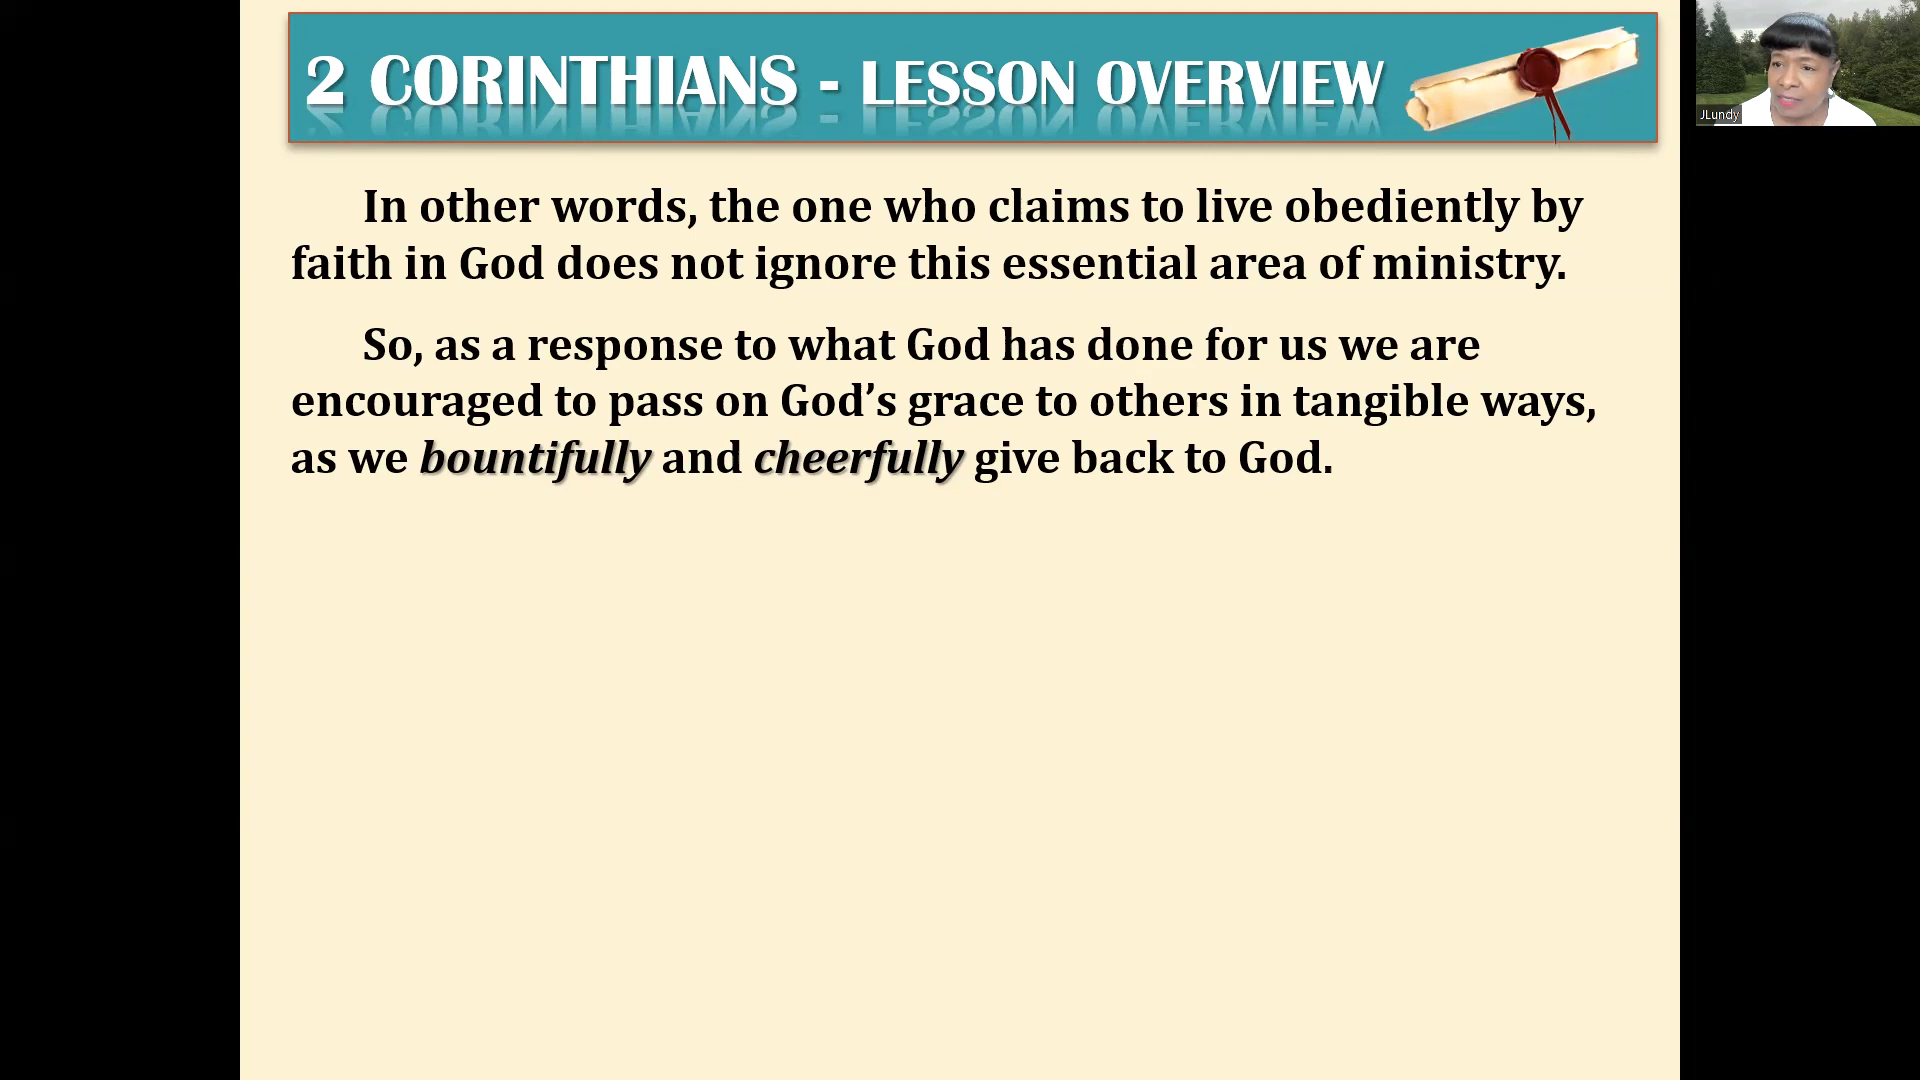 2 CORINTHIANS - LESSON OVERVIEW
JLundy
In other words, the one who claims to live obediently by
faith in God does not ignore this essential area of ministry.
So, as a response to what God has done for us we are
encouraged to pass on God’s grace to others in tangible ways,
as we bountifully and cheerfully give back to God.